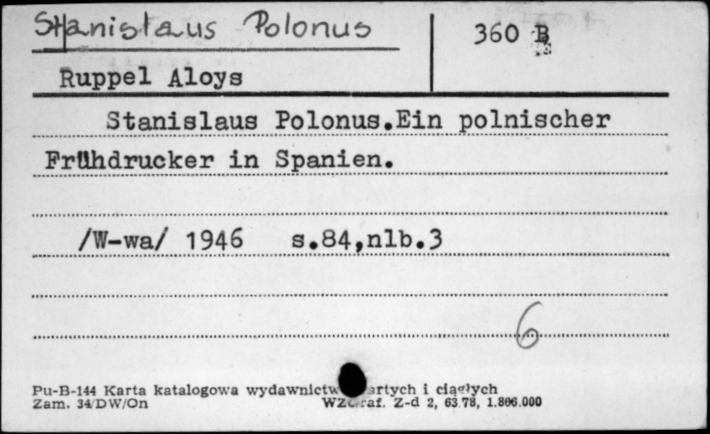 Stanislaus Polonus
360 B
Ruppel Aloys
Stanislaus Polonus.Ein polnischer
Frühdrucker in Spanien.
/W-wa/ 1946 s.84,nlb.3
6
Pu-B-144 Karta katalogowa i ciągłych
Zam. 34/DW/On Z-d 2, 63.78, 1.806.000